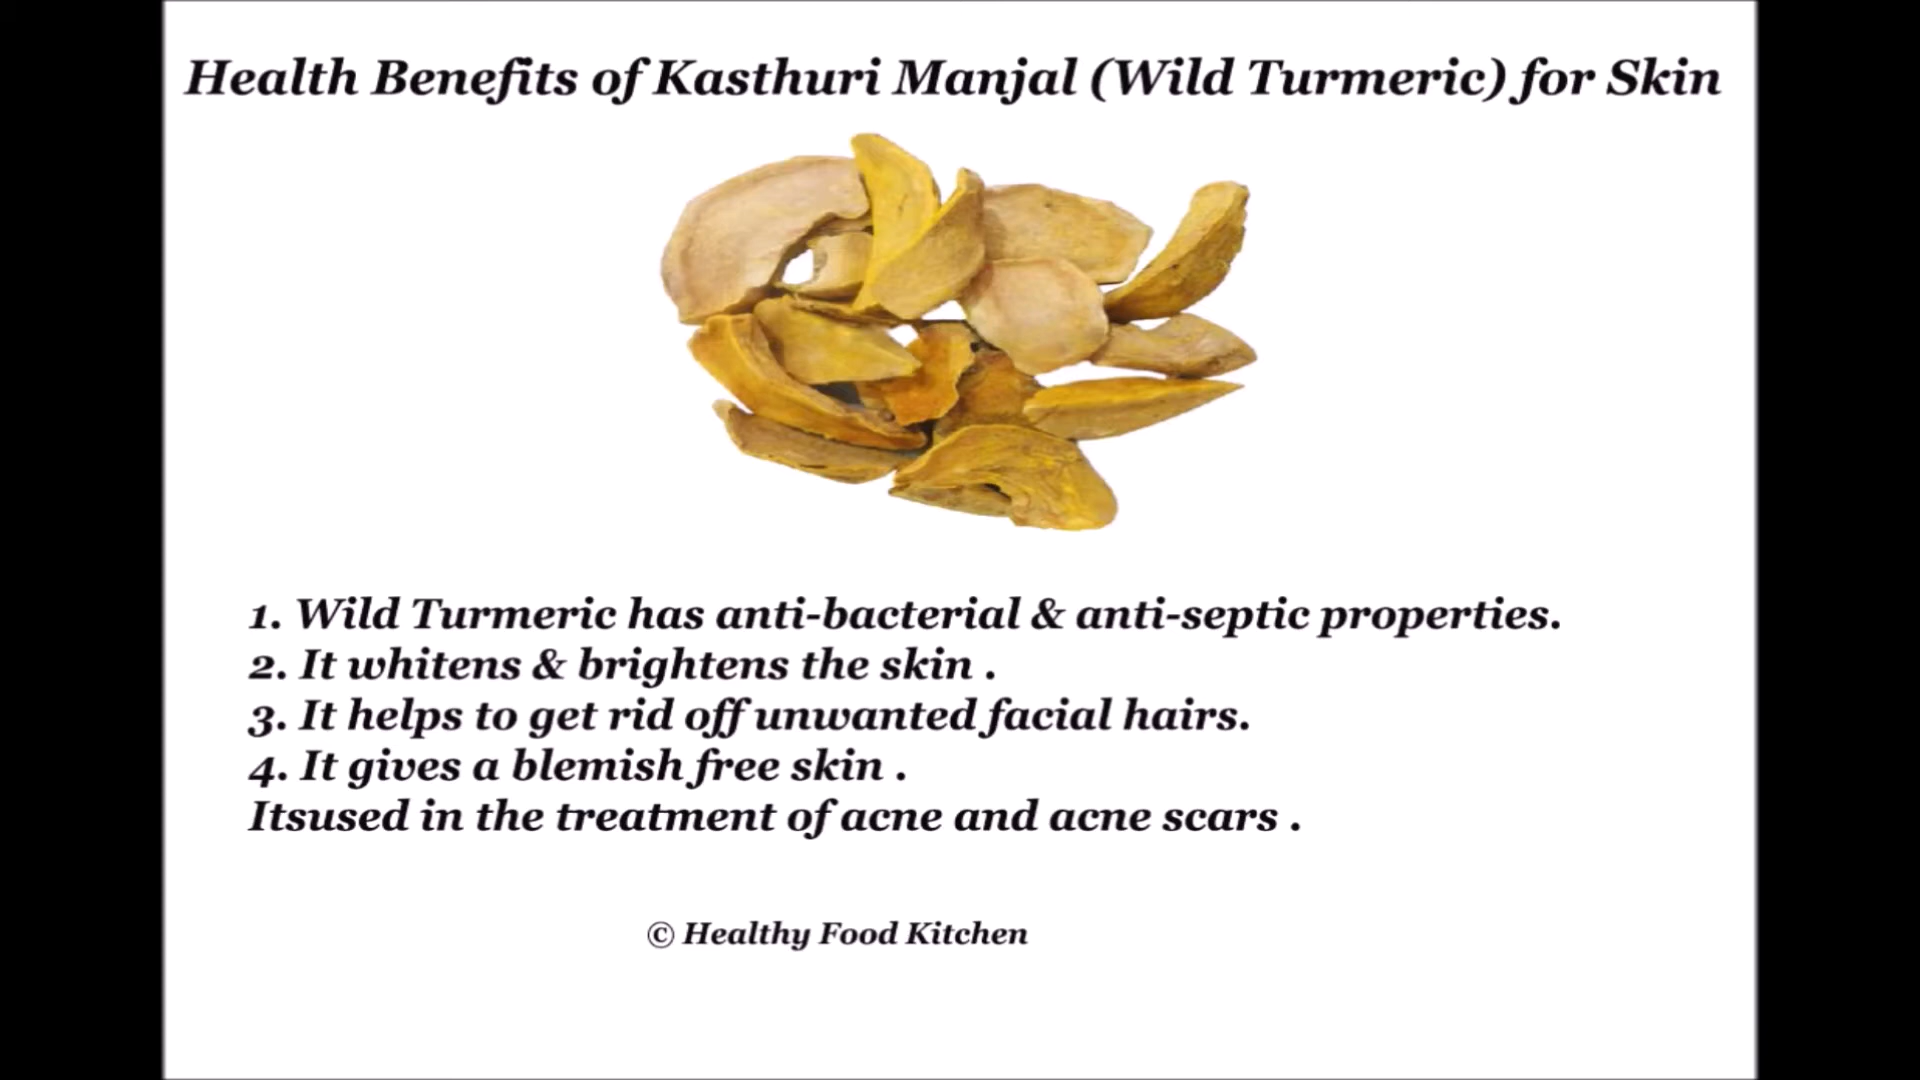 Health Benefits of Kasthuri Manjal (Wild Turmeric) for Skin
1. Wild Turmeric has anti-bacterial & anti-septic properties.
2. It whitens & brightens the skin .
3. It helps to get rid off unwanted facial hairs.
4. It gives a blemish free skin .
Itsused in the treatment of acne and acne scars .
© Healthy Food Kitchen